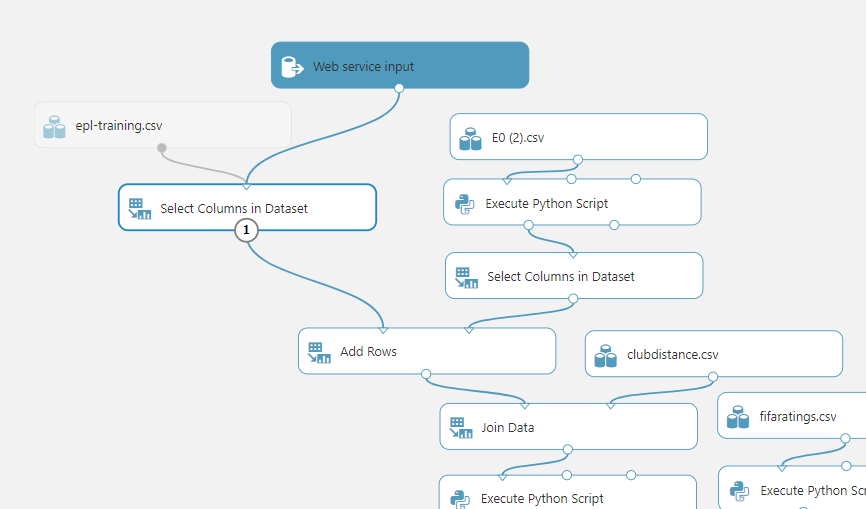 Web service input
epl-training.csv
E0 (2).csv
Select Columns in Dataset
Execute Python Script
1
Select Columns in Dataset
Add Rows
clubdistance.csv
fifaratings.csv
Join Data
Execute Python Script
Execute Python Scr